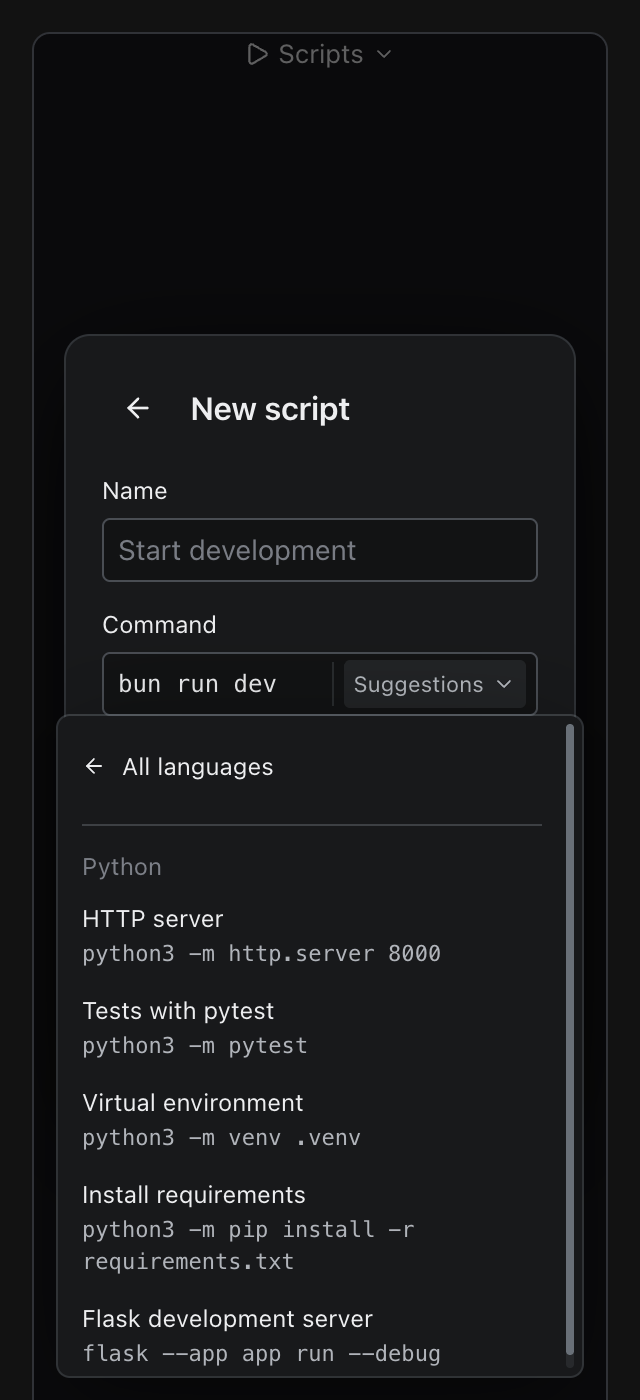 Scripts
New script
Name
Start development
Command
bun run dev
Suggestions
All languages
Python
HTTP server
python3 -m http.server 8000
Tests with pytest
python3 -m pytest
Virtual environment
python3 -m venv .venv
Install requirements
python3 -m pip install -r
requirements.txt
Flask development server
flask --app app run --debug